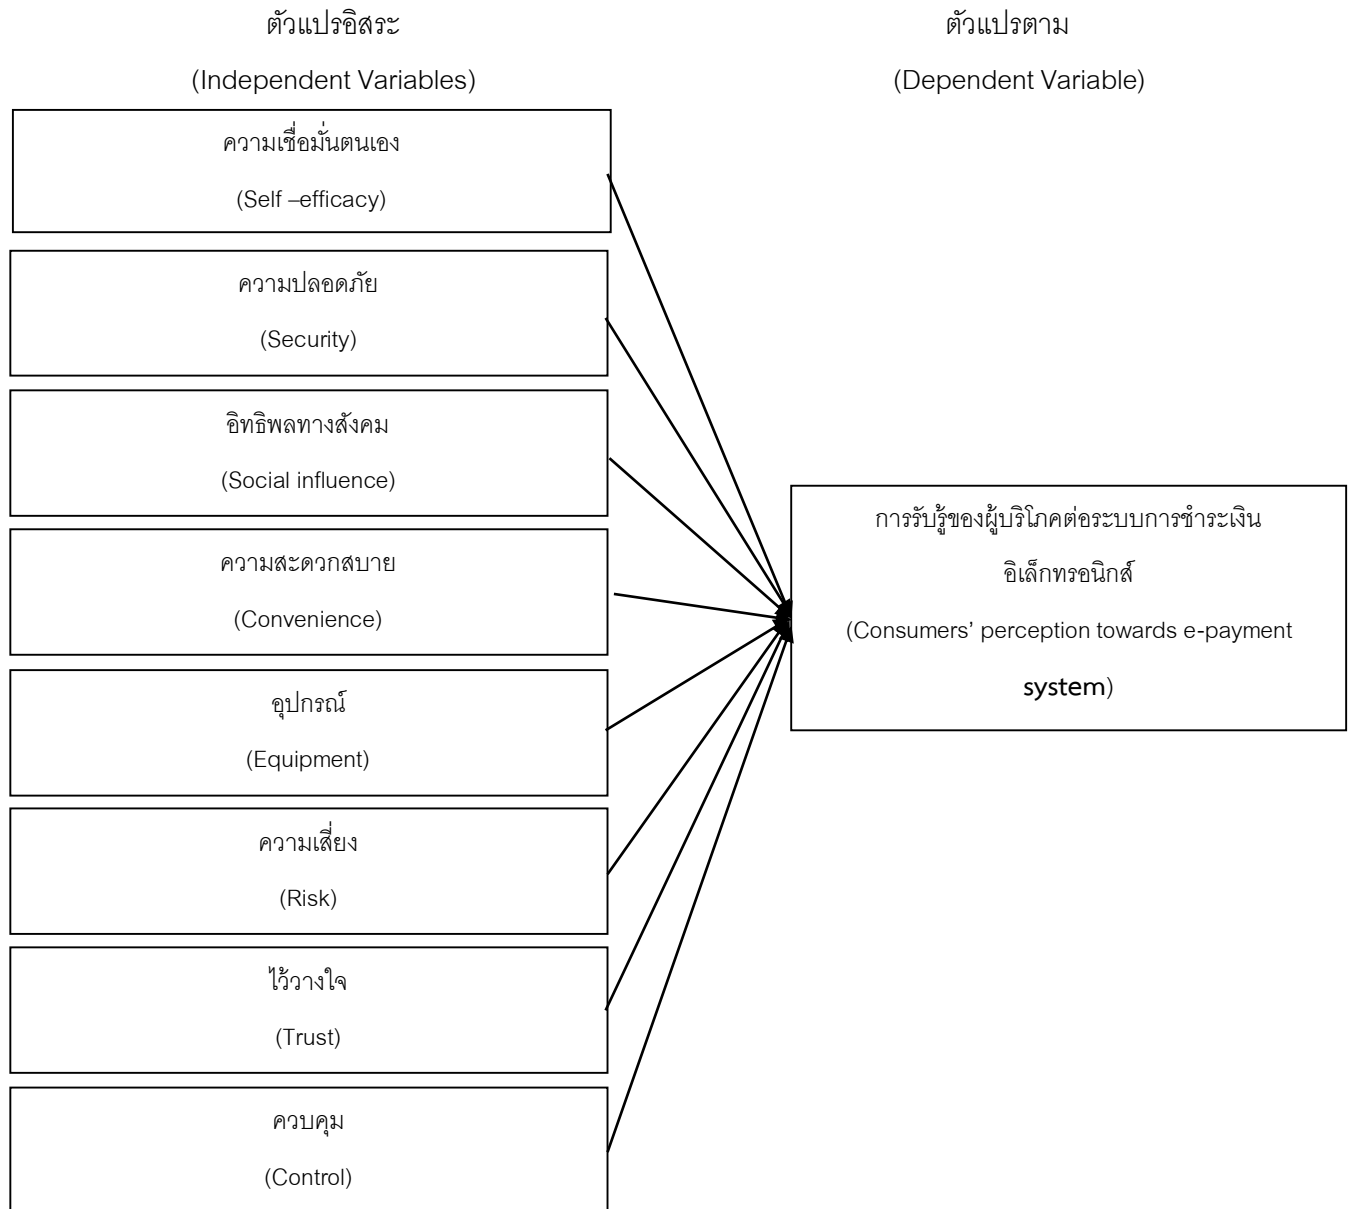 ตัวแปรอิสระ
(Independent Variables)
ตัวแปรตาม
(Dependent Variable)
ความเชื่อมั่นตนเอง
(Self –efficacy)
ความปลอดภัย
(Security)
อิทธิพลทางสังคม
(Social influence)
ความสะดวกสบาย
(Convenience)
อุปกรณ์
(Equipment)
ความเสี่ยง
(Risk)
ไว้วางใจ
(Trust)
ควบคุม
(Control)
การรับรู้ของผู้บริโภคต่อระบบการชำระเงิน
อิเล็กทรอนิกส์
(Consumers’ perception towards e-payment
system)